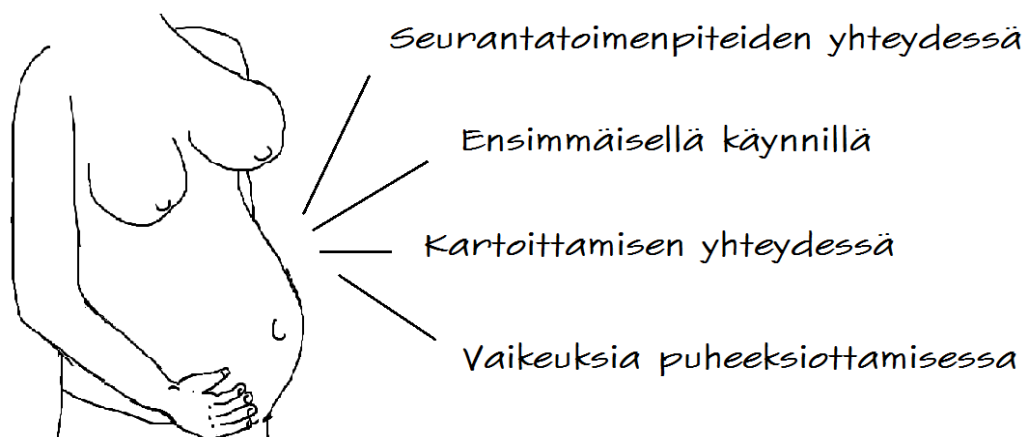 Seurantatoimenpiteiden yhteydessä
Ensimmäisellä käynnillä
Kartoittamisen yhteydessä
Vaikeuksia puheeksiottamisessa